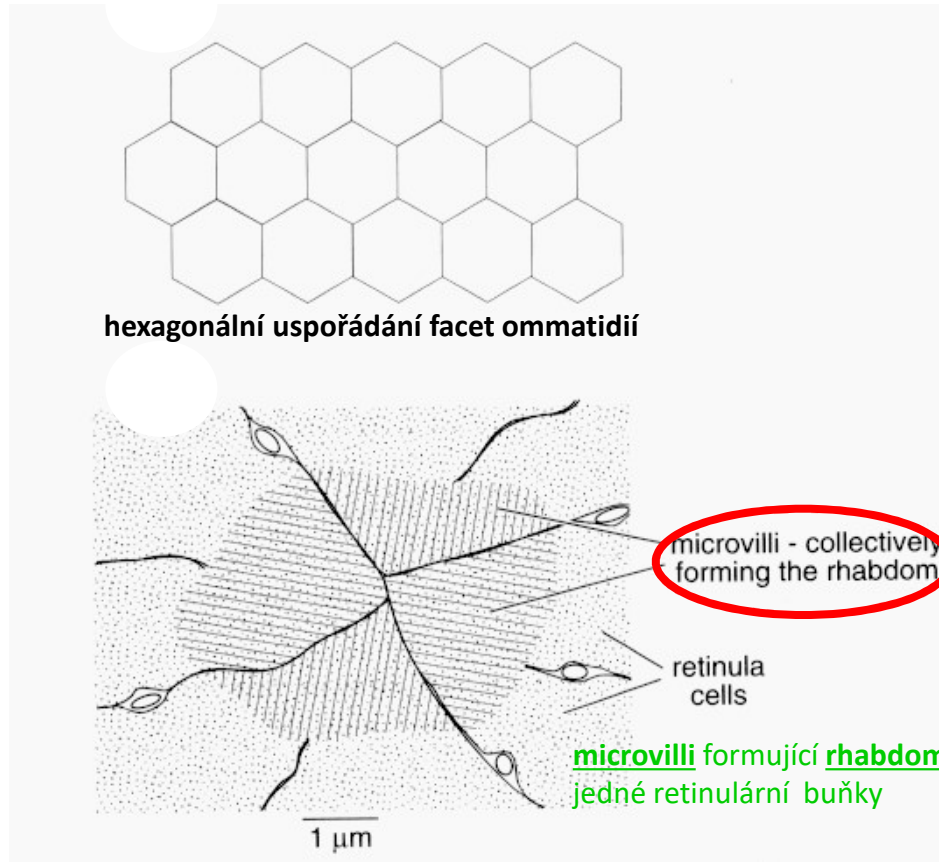 hexagonální uspořádání facet ommatidií
microvilli - collectively
forming the rhabdom
retinula
cells
microvilli formující rhabdom
jedné retinulární buňky
1 μm